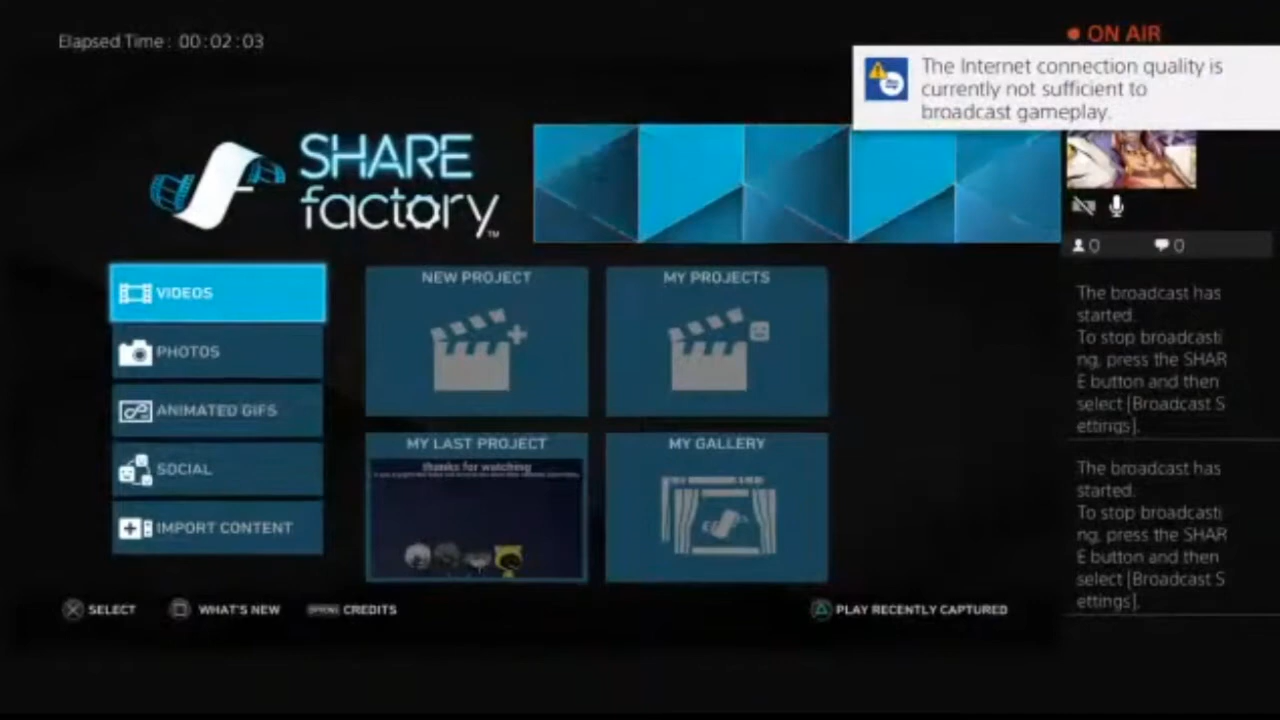 Elapsed Time : 00:02:03
ON AIR
The Internet connection quality is
currently not sufficient to
broadcast gameplay.
SHARE
factory™
0
0
VIDEOS
PHOTOS
ANIMATED GIFS
SOCIAL
IMPORT CONTENT
NEW PROJECT
MY PROJECTS
MY LAST PROJECT
thanks for watching
MY GALLERY
The broadcast has
started.
To stop broadcasti
ng, press the SHAR
E button and then
select [Broadcast S
ettings].
The broadcast has
started.
To stop broadcasti
ng, press the SHAR
E button and then
select [Broadcast S
ettings].
SELECT
WHAT'S NEW
OPTIONS CREDITS
PLAY RECENTLY CAPTURED